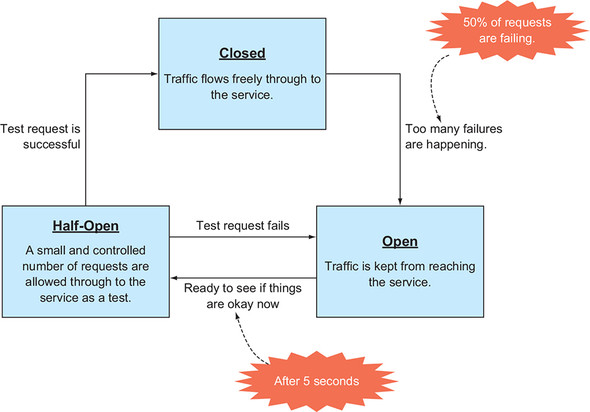 50% of requests
are failing.
Closed
Traffic flows freely through to
the service.
Test request is
successful
Too many failures
are happening.
Half-Open
A small and controlled
number of requests are
allowed through to the
service as a test.
Test request fails
Open
Traffic is kept from reaching
the service.
Ready to see if things
are okay now
After 5 seconds